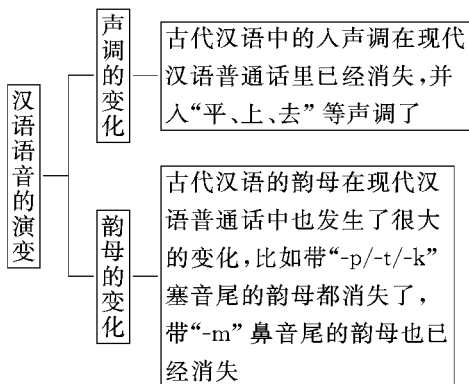 汉语语音的演变
声调的变化
古代汉语中的入声调在现代
汉语普通话里已经消失,并
入“平、上、去”等声调了
韵母的变化
古代汉语的韵母在现代汉
语普通话中也发生了很大
的变化,比如带“-p/-t/-k”
塞音尾的韵母都消失了,
带“-m”鼻音尾的韵母也已
经消失